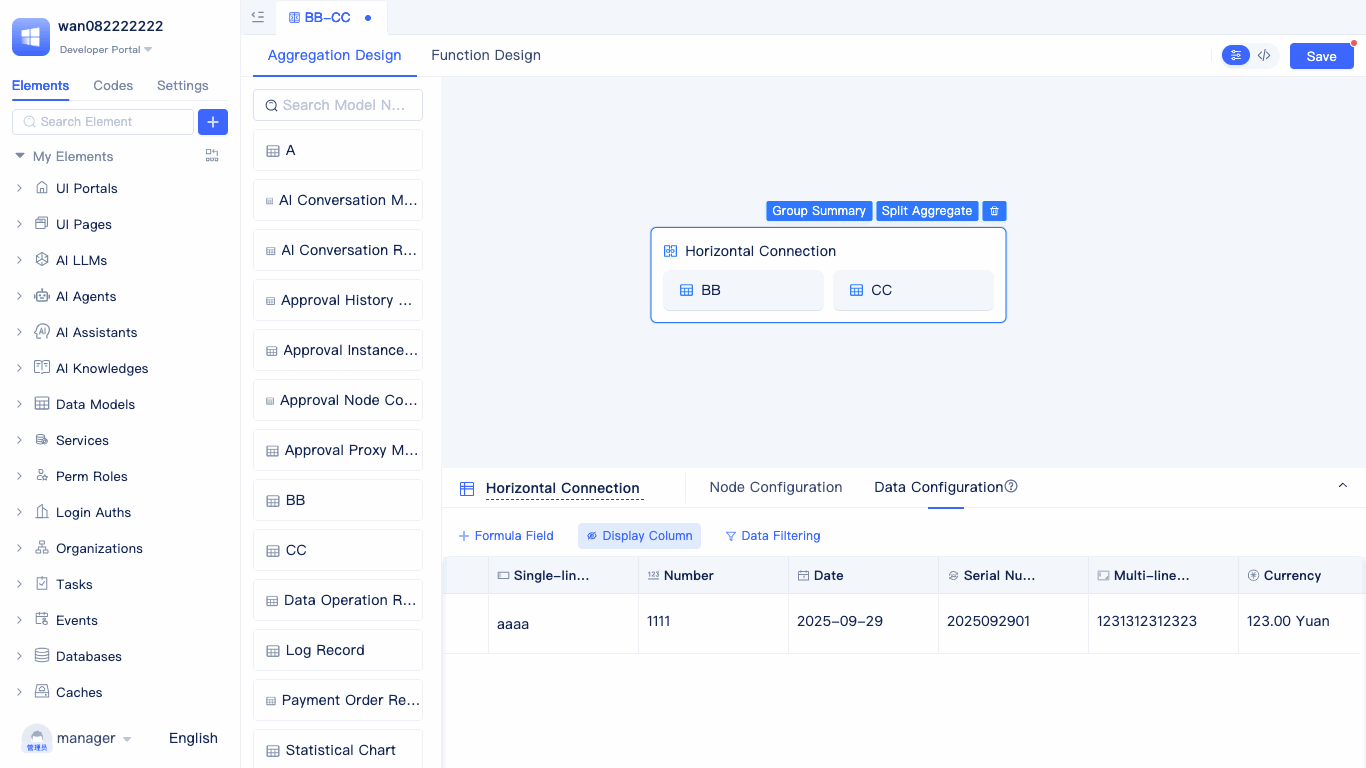 wan082222222
Developer Portal
Elements
Codes
Settings
Search Element
My Elements
UI Portals
UI Pages
AI LLMs
AI Agents
AI Assistants
AI Knowledges
Data Models
Services
Perm Roles
Login Auths
Organizations
Tasks
Events
Databases
Caches
管理员
manager
English
BB-CC
Aggregation Design
Function Design
Save
Search Model N...
A
AI Conversation M...
AI Conversation R...
Approval History ...
Approval Instance...
Approval Node Co...
Approval Proxy M...
BB
CC
Data Operation R...
Log Record
Payment Order Re...
Statistical Chart
Group Summary
Split Aggregate
Horizontal Connection
BB
CC
Horizontal Connection
Node Configuration
Data Configuration
Formula Field
Display Column
Data Filtering
Single-lin...
Number
Date
Serial Nu...
Multi-line...
Currency
aaaa
1111
2025-09-29
2025092901
1231312312323
123.00 Yuan